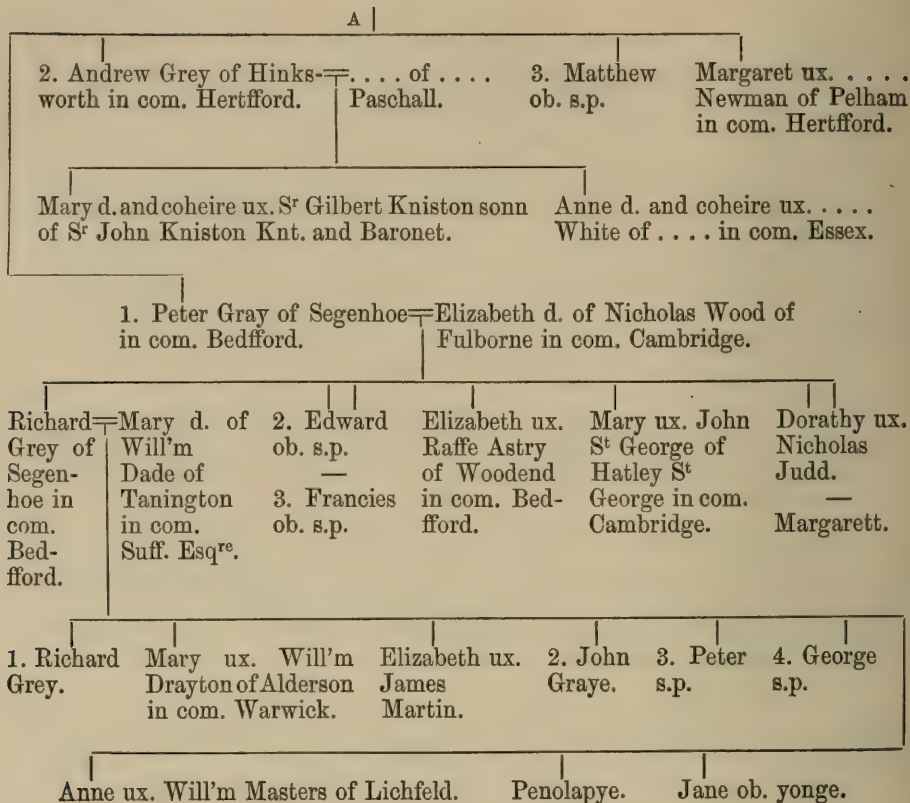 A
2. Andrew Grey of Hinks-
worth in com. Hertfford.
. . . . of . . . .
Paschall.
3. Matthew
ob. s.p.
Margaret ux. . . . .
Newman of Pelham
in com. Hertfford.
Mary d. and coheire ux. Sʳ Gilbert Kniston sonn
of Sʳ John Kniston Knt. and Baronet.
Anne d. and coheire ux. . . . .
White of . . . . in com. Essex.
1. Peter Gray of Segenhoe
in com. Bedfford.
Elizabeth d. of Nicholas Wood of
Fulborne in com. Cambridge.
Richard
Grey of
Segen-
hoe in
com.
Bed-
fford.
Mary d. of
Will'm
Dade of
Tanington
in com.
Suff. Esqʳᵉ.
2. Edward
ob. s.p.
—
3. Francies
ob. s.p.
Elizabeth ux.
Raffe Astry
of Woodend
in com. Bed-
fford.
Mary ux. John
Sᵗ George of
Hatley Sᵗ
George in com.
Cambridge.
Dorathy ux.
Nicholas
Judd.
—
Margarett.
1. Richard
Grey.
Mary ux. Will'm
Drayton of Alderson
in com. Warwick.
Elizabeth ux.
James
Martin.
2. John
Graye.
3. Peter
s.p.
4. George
s.p.
Anne ux. Will'm Masters of Lichfeld.
Penolapye.
Jane ob. yonge.